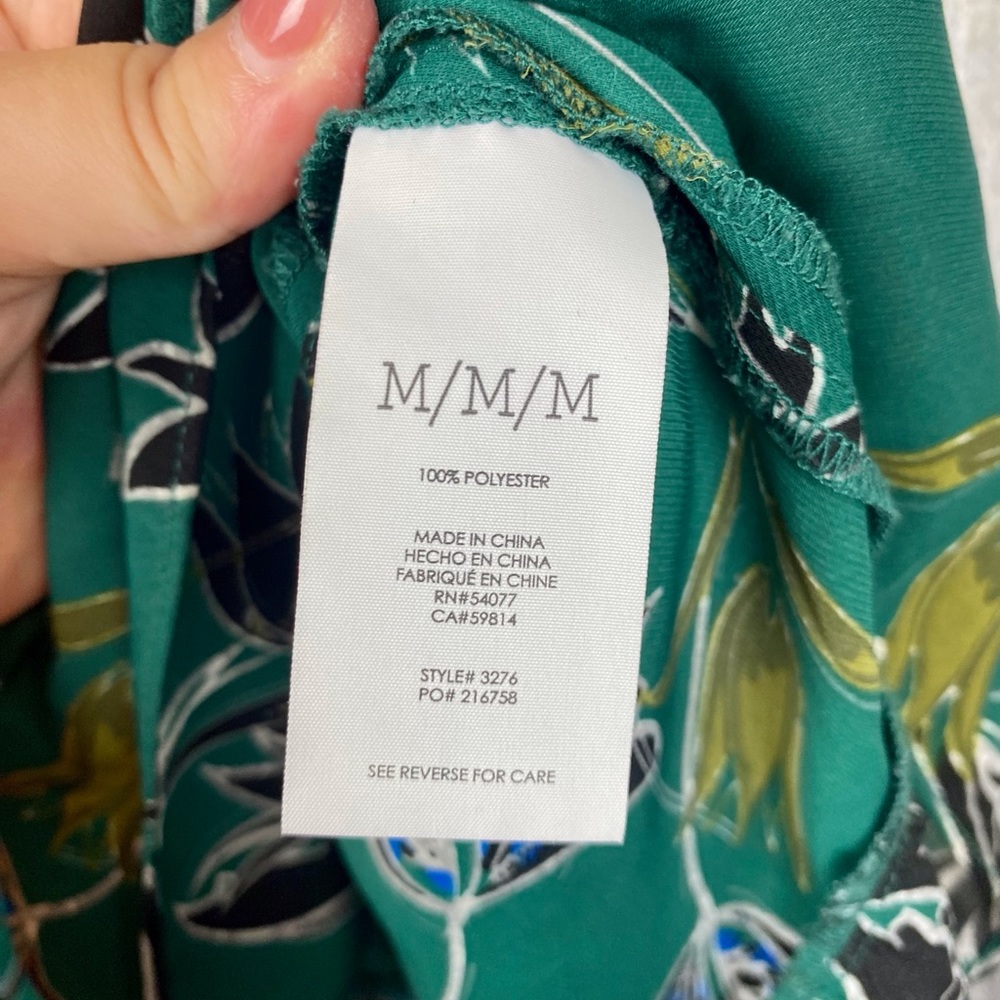 M/M/M
100% POLYESTER
MADE IN CHINA
HECHO EN CHINA
FABRIQUÉ EN CHINE
RN#54077
CA#59814
STYLE# 3276
PO# 216758
SEE REVERSE FOR CARE